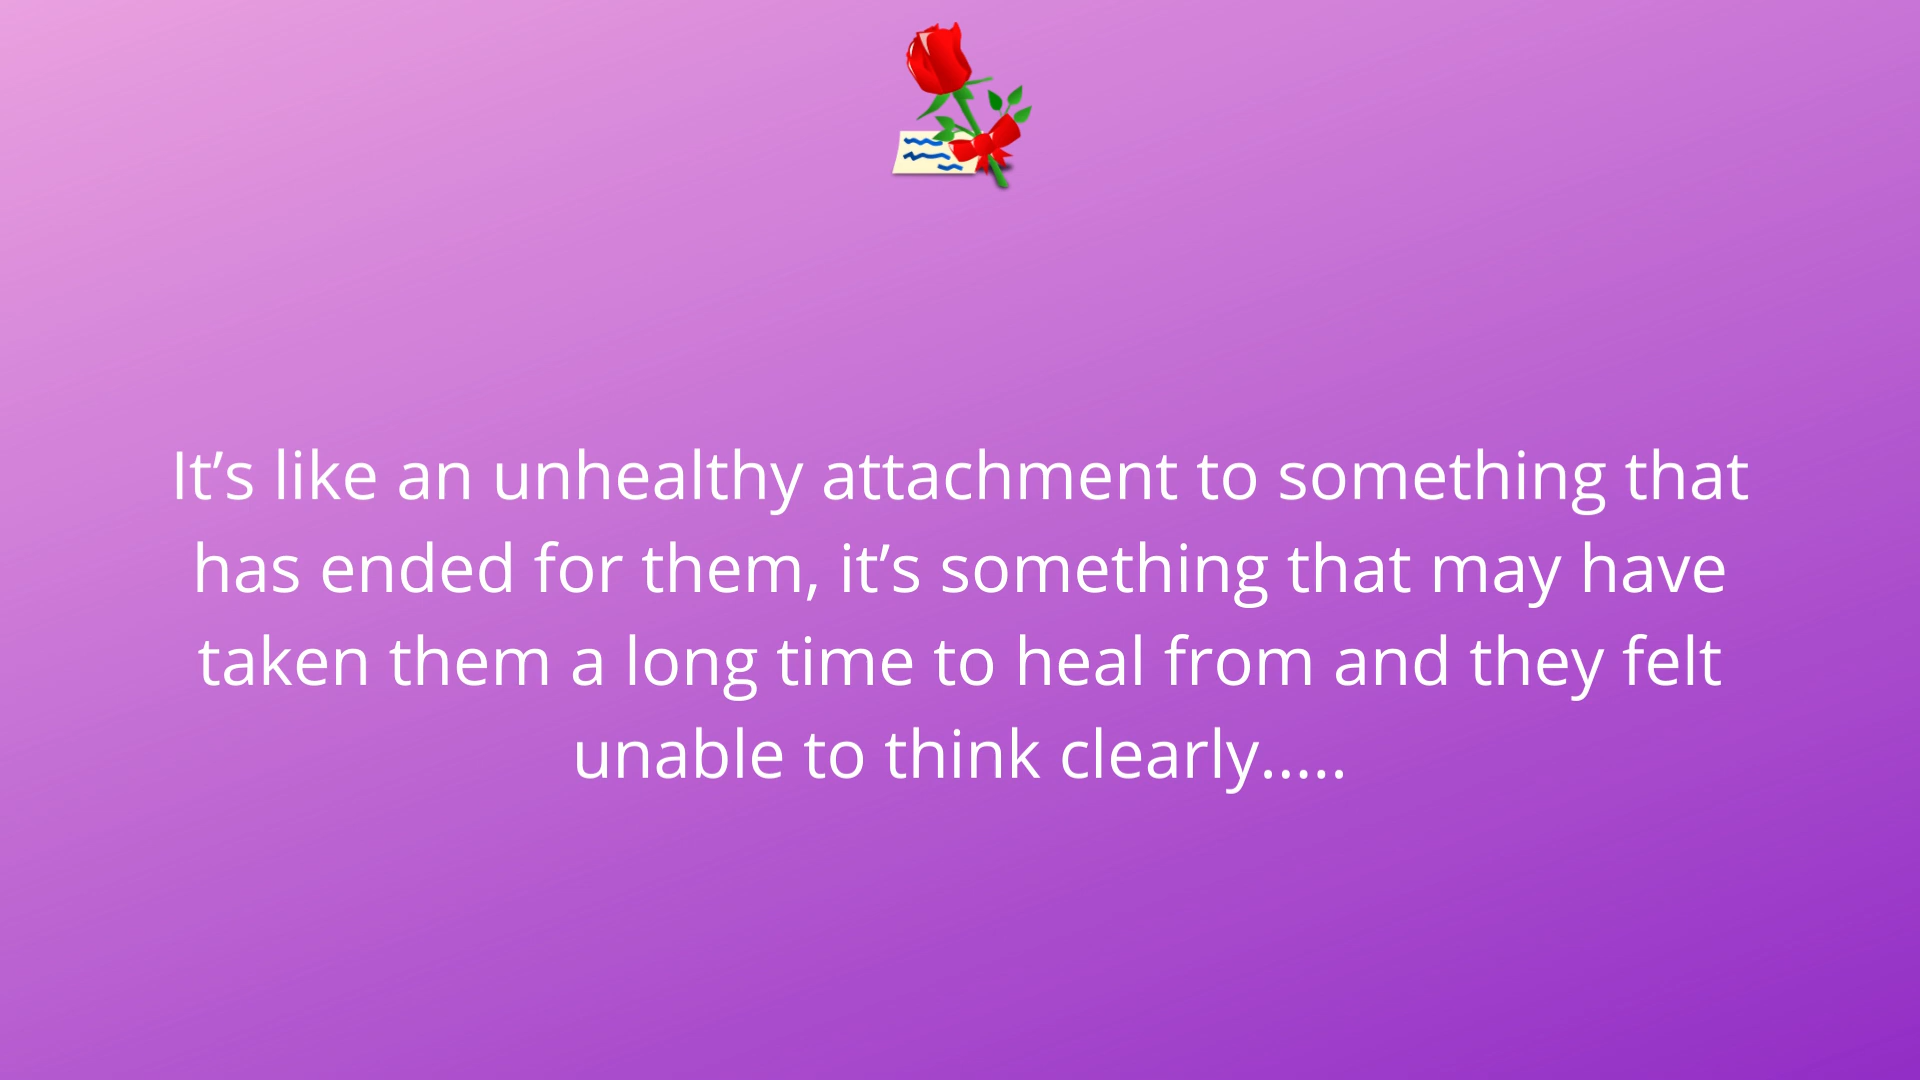 It’s like an unhealthy attachment to something that
has ended for them, it’s something that may have
taken them a long time to heal from and they felt
unable to think clearly.....